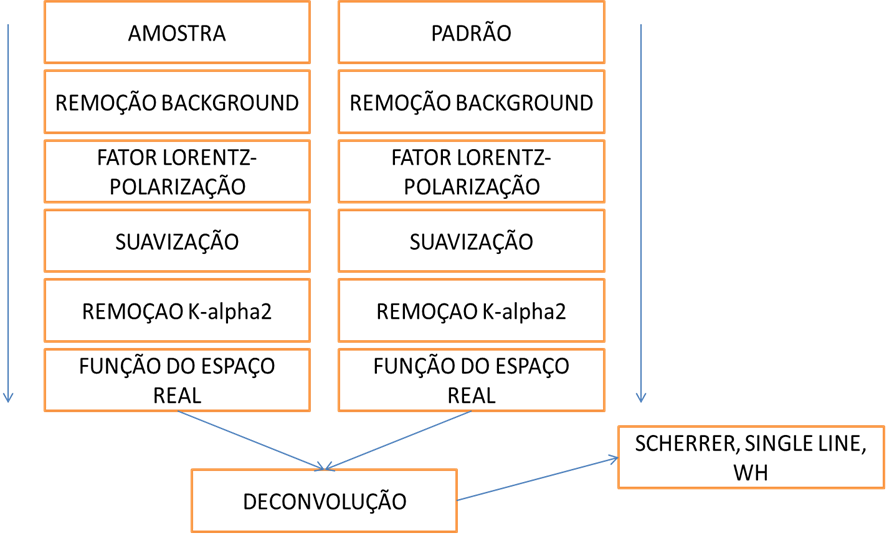 AMOSTRA
PADRÃO
REMOÇÃO BACKGROUND
REMOÇÃO BACKGROUND
FATOR LORENTZ-
POLARIZAÇÃO
FATOR LORENTZ-
POLARIZAÇÃO
SUAVIZAÇÃO
SUAVIZAÇÃO
REMOÇAO K-alpha2
REMOÇAO K-alpha2
FUNÇÃO DO ESPAÇO
REAL
FUNÇÃO DO ESPAÇO
REAL
SCHERRER, SINGLE LINE,
WH
DECONVOLUÇÃO